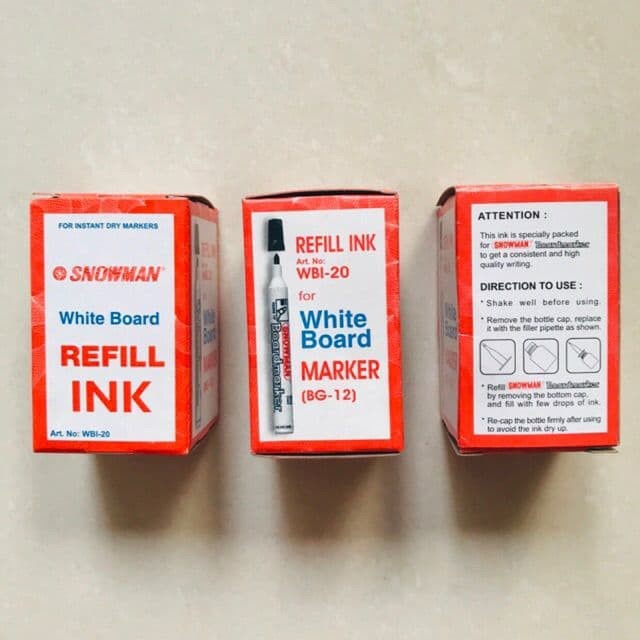 FOR INSTANT DRY MARKERS
SNOWMAN
White Board
REFILL
INK
Art. No: WBI-20
REFILL INK
Art. No:
WBI-20
for
White
Board
MARKER
(BG-12)
SNOWMAN
Boardmarker
ATTENTION :
This ink is specially packed
for SNOWMAN Boardmarker
to get a consistent and high
quality writing.
DIRECTION TO USE :
* Shake well before using.
* Remove the bottle cap, replace
it with the filler pipette as shown.
* Refill SNOWMAN Boardmarker
by removing the bottom cap,
and fill with few drops of ink.
* Re-cap the bottle firmly after using
to avoid the ink dry up.